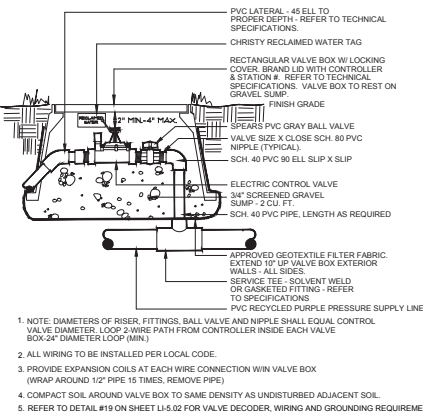 PVC LATERAL - 45 ELL TO
PROPER DEPTH - REFER TO TECHNICAL
SPECIFICATIONS.
CHRISTY RECLAIMED WATER TAG
RECTANGULAR VALVE BOX W/ LOCKING
COVER. BRAND LID WITH CONTROLLER
& STATION #. REFER TO TECHNICAL
SPECIFICATIONS. VALVE BOX TO REST ON
GRAVEL SUMP.
FINISH GRADE
RECLAIMED
WATER
2" MIN.-4" MAX.
SPEARS PVC GRAY BALL VALVE
VALVE SIZE X CLOSE SCH. 80 PVC
NIPPLE (TYPICAL).
SCH. 40 PVC 90 ELL SLIP X SLIP
ELECTRIC CONTROL VALVE
3/4" SCREENED GRAVEL
SUMP - 2 CU. FT.
SCH. 40 PVC PIPE, LENGTH AS REQUIRED
APPROVED GEOTEXTILE FILTER FABRIC.
EXTEND 10" UP VALVE BOX EXTERIOR
WALLS - ALL SIDES.
SERVICE TEE - SOLVENT WELD
OR GASKETED FITTING - REFER
TO SPECIFICATIONS
PVC RECYCLED PURPLE PRESSURE SUPPLY LINE
1. NOTE: DIAMETERS OF RISER, FITTINGS, BALL VALVE AND NIPPLE SHALL EQUAL CONTROL
VALVE DIAMETER. LOOP 2-WIRE PATH FROM CONTROLLER INSIDE EACH VALVE
BOX-24" DIAMETER LOOP (MIN.)
2. ALL WIRING TO BE INSTALLED PER LOCAL CODE.
3. PROVIDE EXPANSION COILS AT EACH WIRE CONNECTION W/IN VALVE BOX
(WRAP AROUND 1/2" PIPE 15 TIMES, REMOVE PIPE)
4. COMPACT SOIL AROUND VALVE BOX TO SAME DENSITY AS UNDISTURBED ADJACENT SOIL.
5. REFER TO DETAIL #19 ON SHEET LI-5.02 FOR VALVE DECODER, WIRING AND GROUNDING REQUIREME